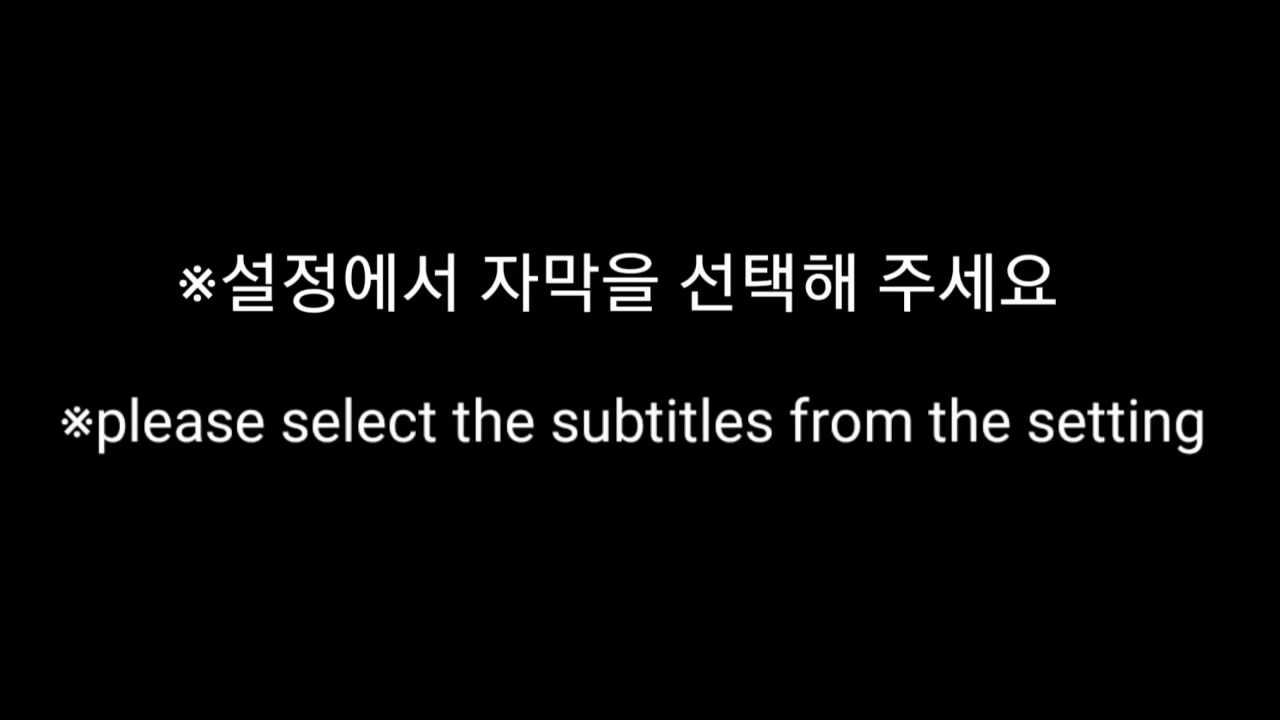 ※설정에서 자막을 선택해 주세요
※please select the subtitles from the setting